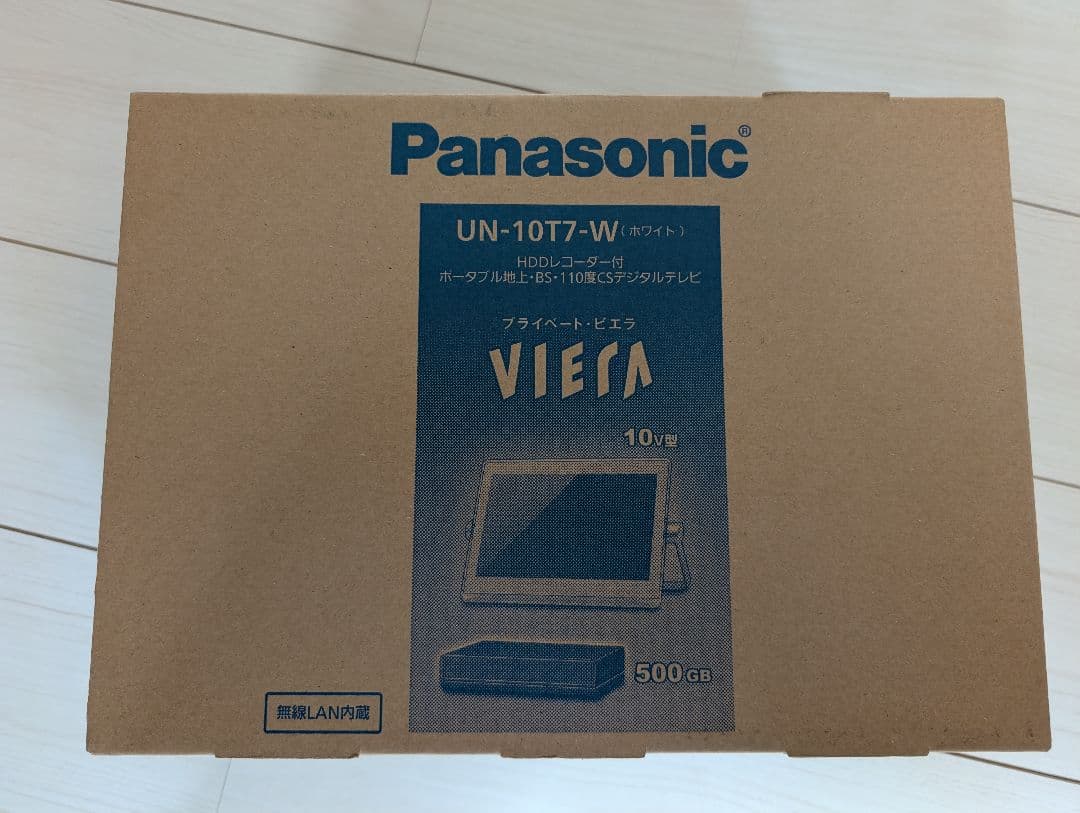 Panasonic®
UN-10T7-W(ホワイト)
HDDレコーダー付
ポータブル地上・BS・110度CSデジタルテレビ
プライベート・ビエラ
VIERA
10V型
500GB
無線LAN内蔵